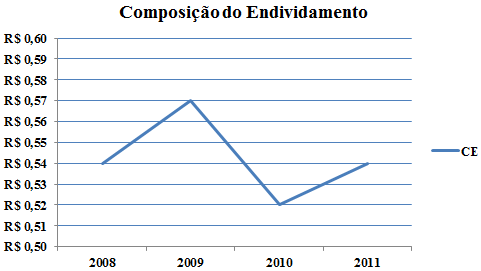 Composição do Endividamento
R$ 0,60
R$ 0,59
R$ 0,58
R$ 0,57
R$ 0,56
R$ 0,55
R$ 0,54
R$ 0,53
R$ 0,52
R$ 0,51
R$ 0,50
2008 2009 2010 2011
CE